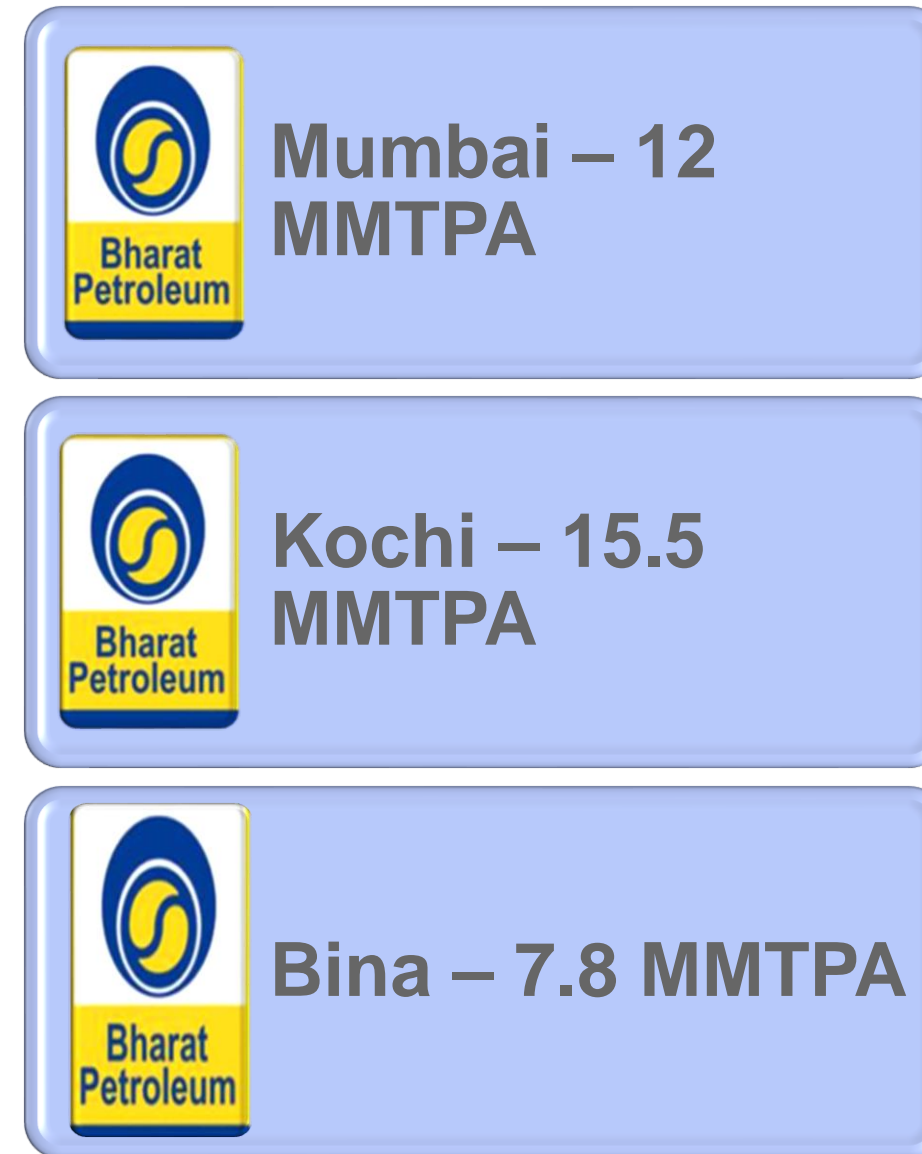 Bharat
Petroleum
Mumbai – 12
MMTPA
Bharat
Petroleum
Kochi – 15.5
MMTPA
Bharat
Petroleum
Bina – 7.8 MMTPA